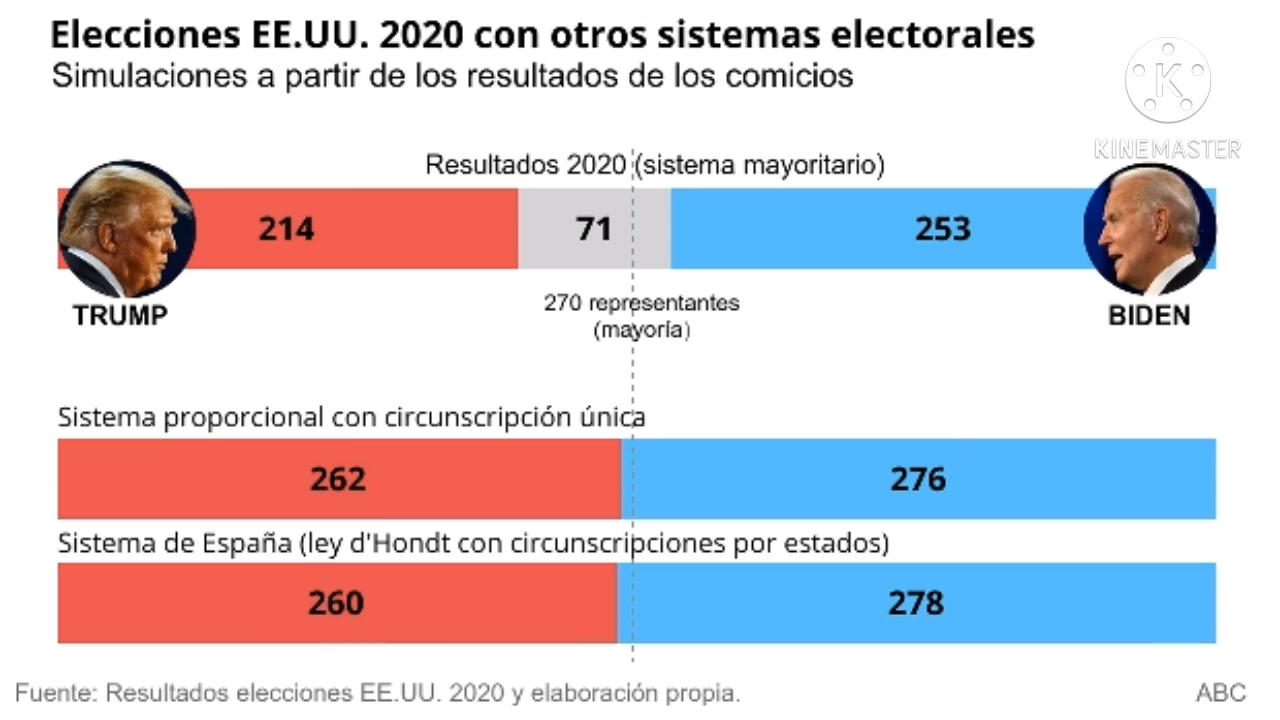 Elecciones EE.UU. 2020 con otros sistemas electorales
Simulaciones a partir de los resultados de los comicios
K
KINEMASTER
Resultados 2020 (sistema mayoritario)
214
71
253
TRUMP
270 representantes
(mayoría)
BIDEN
Sistema proporcional con circunscripción única
262
276
Sistema de España (ley d'Hondt con circunscripciones por estados)
260
278
Fuente: Resultados elecciones EE.UU. 2020 y elaboración propia.
ABC